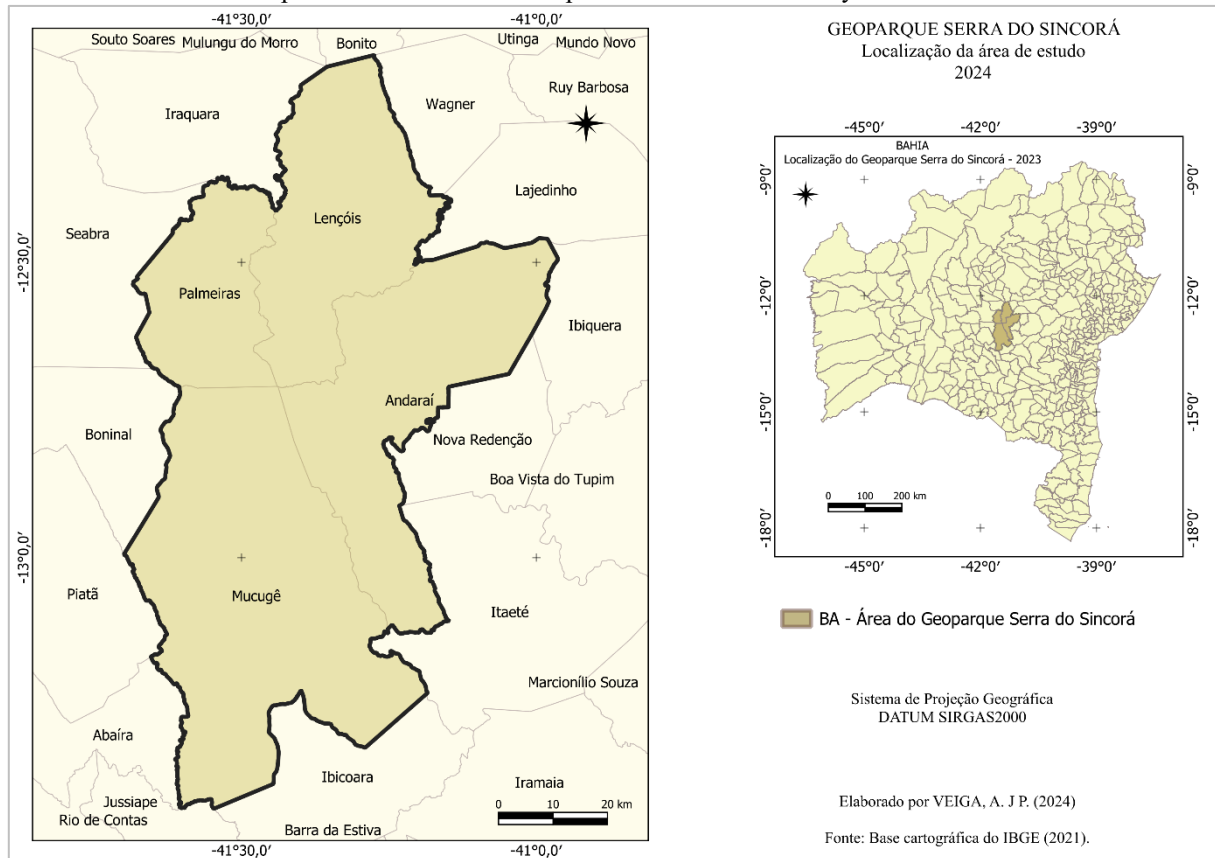 -41°30,0'
-41°0,0'
Souto Soares
Mulungu do Morro
Bonito
Utinga
Mundo Novo
Ruy Barbosa
Wagner
Iraquara
Lajedinho
Lençóis
Seabra
-12°30,0'
Palmeiras
Ibiquera
Andaraí
Boninal
Nova Redenção
Boa Vista do Tupim
-13°0,0'
Piatã
Mucugê
Itaeté
Marcionílio Souza
Abaíra
Ibicoara
Iramaia
Jussiape
Rio de Contas
0 10 20 km
Barra da Estiva
-41°30,0'
-41°0,0'
GEOPARQUE SERRA DO SINCORÁ
Localização da área de estudo
2024
-45°0'
-42°0'
-39°0'
BAHIA
Localização do Geoparque Serra do Sincorá - 2023
-9°0'
-9°0'
-12°0'
-12°0'
-15°0'
-15°0'
0 100 200 km
-18°0'
-18°0'
-45°0'
-42°0'
-39°0'
BA - Área do Geoparque Serra do Sincorá
Sistema de Projeção Geográfica
DATUM SIRGAS2000
Elaborado por VEIGA, A. J P. (2024)
Fonte: Base cartográfica do IBGE (2021).